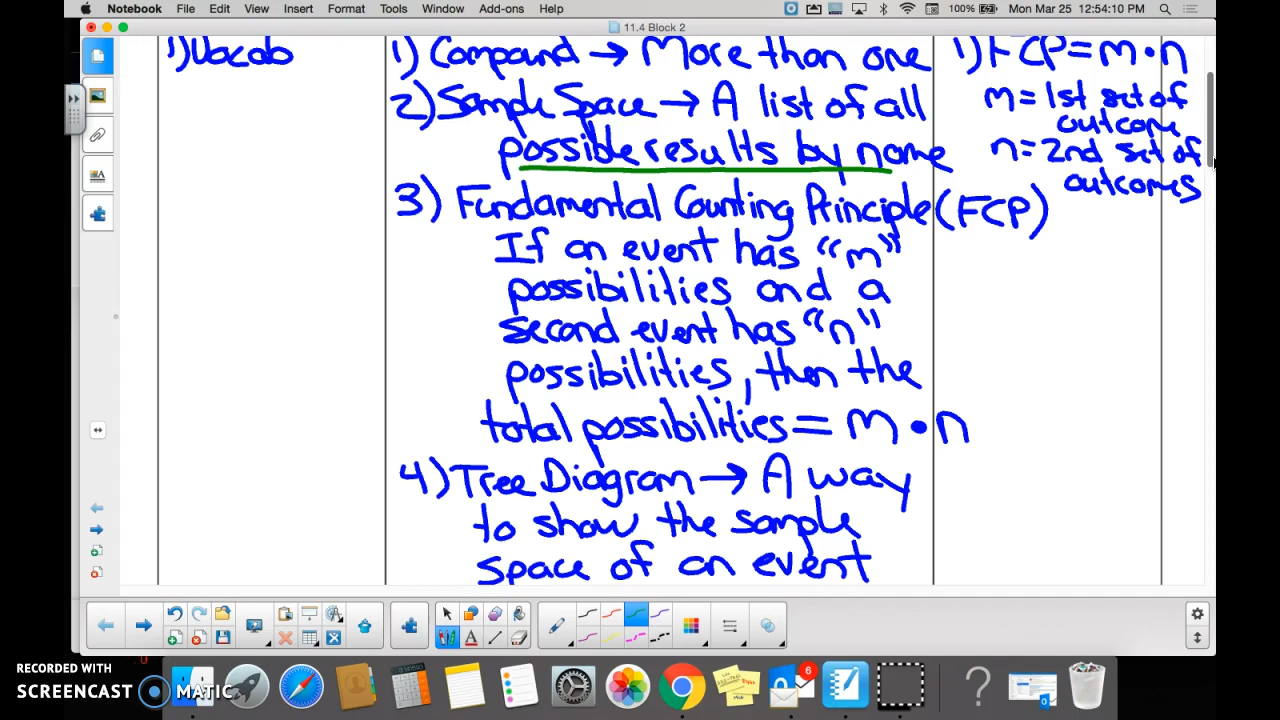 Notebook File Edit View Insert Format Tools Window Add-ons Help 100% Mon Mar 25 12:54:10 PM
11.4 Block 2
1) Vocab
1) Compound → More than one
2) Sample Space → A list of all
possible results by name
3) Fundamental Counting Principle (FCP)
If an event has "m"
possibilities and a
second event has "n"
possibilities, then the
total possibilities = m • n
4) Tree Diagram → A way
to show the sample
space of an event
1) FCP = m • n
m = 1st set of
outcome
n = 2nd set of
outcomes
RECORDED WITH
SCREENCAST MATIC
6